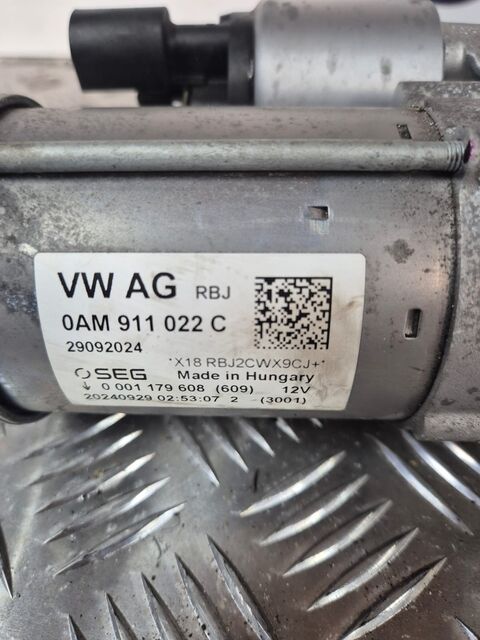 VW AG RBJ
0AM 911 022 C
29092024
*X18 RBJ2CWX9CJ+*
SEG Made in Hungary
0 001 179 608 (609) 12V
20240929 02:53:07 2 -(3001)